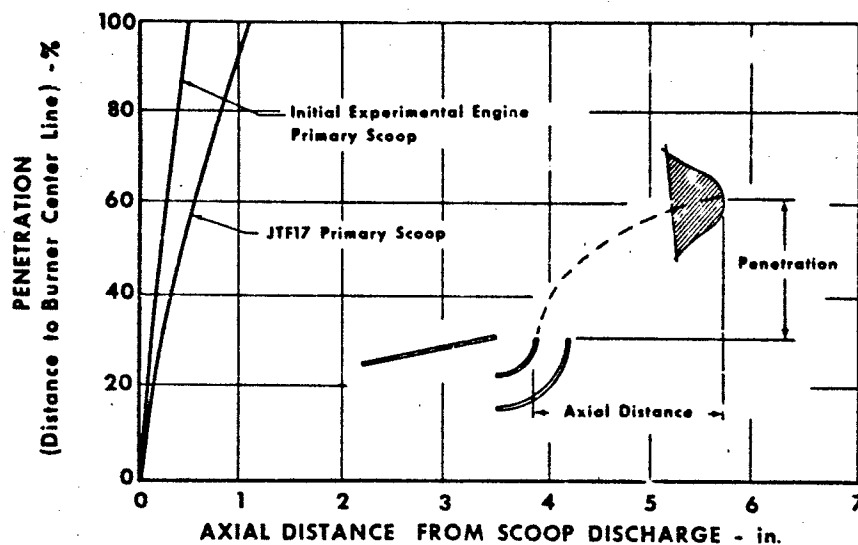 PENETRATION
(Distance to Burner Center Line) - %
100
80
60
40
20
0
Initial Experimental Engine
Primary Scoop
JTF17 Primary Scoop
Penetration
Axial Distance
0 1 2 3 4 5 6 7
AXIAL DISTANCE FROM SCOOP DISCHARGE - in.